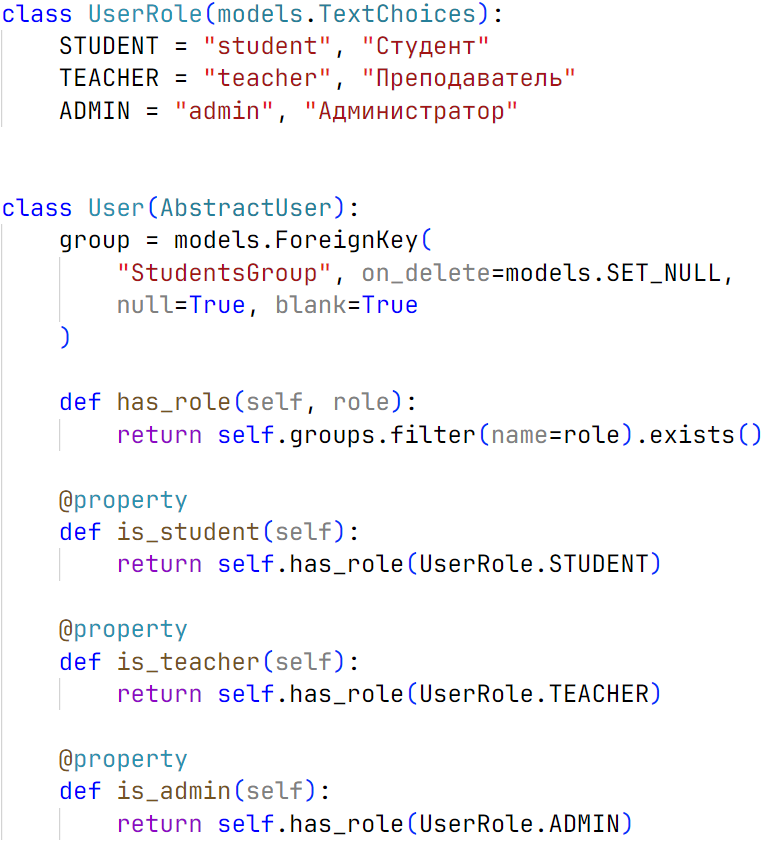 class UserRole(models.TextChoices):
    STUDENT = "student", "Студент"
    TEACHER = "teacher", "Преподаватель"
    ADMIN = "admin", "Администратор"
class User(AbstractUser):
    group = models.ForeignKey(
        "StudentsGroup", on_delete=models.SET_NULL,
        null=True, blank=True
    )
    def has_role(self, role):
        return self.groups.filter(name=role).exists()
    @property
    def is_student(self):
        return self.has_role(UserRole.STUDENT)
    @property
    def is_teacher(self):
        return self.has_role(UserRole.TEACHER)
    @property
    def is_admin(self):
        return self.has_role(UserRole.ADMIN)